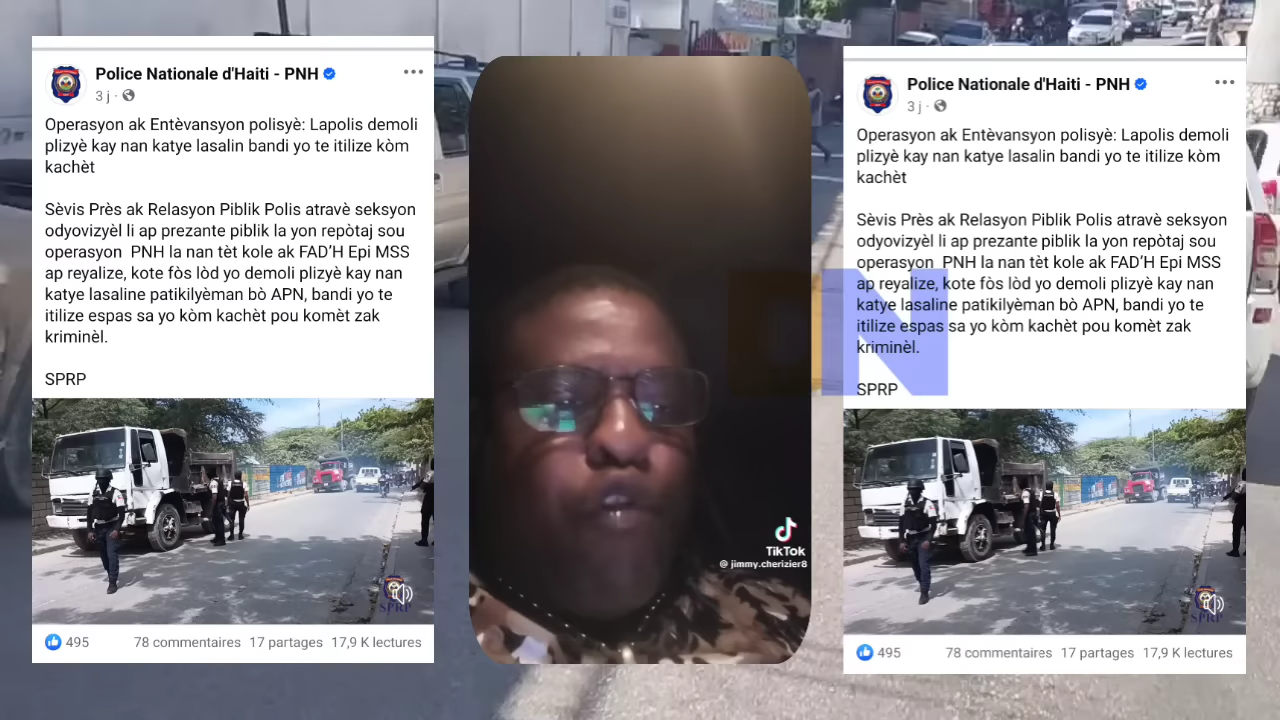 Police Nationale d'Haiti - PNH
3 j
Operasyon ak Entèvansyon polisyè: Lapolis demoli
plizyè kay nan katye lasalin bandi yo te itilize kòm
kachèt
Sèvis Près ak Relasyon Piblik Polis atravè seksyon
odyovizyèl li ap prezante piblik la yon repòtaj sou
operasyon PNH la nan tèt kole ak FAD'H Epi MSS
ap reyalize, kote fòs lòd yo demoli plizyè kay nan
katye lasaline patikilyèman bò APN, bandi yo te
itilize espas sa yo kòm kachèt pou komèt zak
kriminèl.
SPRP
SPRP
495 78 commentaires 17 partages 17,9 K lectures
TikTok
@ jimmy.cherizier8
DN
Police Nationale d'Haiti - PNH
3 j
Operasyon ak Entèvansyon polisyè: Lapolis demoli
plizyè kay nan katye lasalin bandi yo te itilize kòm
kachèt
Sèvis Près ak Relasyon Piblik Polis atravè seksyon
odyovizyèl li ap prezante piblik la yon repòtaj sou
operasyon PNH la nan tèt kole ak FAD'H Epi MSS
ap reyalize, kote fòs lòd yo demoli plizyè kay nan
katye lasaline patikilyèman bò APN, bandi yo te
itilize espas sa yo kòm kachèt pou komèt zak
kriminèl.
SPRP
SPRP
495 78 commentaires 17 partages 17,9 K lectures